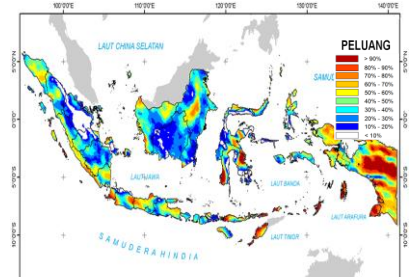 100°0'0"E 110°0'0"E 120°0'0"E 130°0'0"E 140°0'0"E
LAUT CHINA SELATAN
PELUANG
> 90%
80% - 90%
70% - 80%
60% - 70%
50% - 60%
40% - 50%
30% - 40%
20% - 30%
10% - 20%
< 10%
SAMUD
5°0'0"N
0°0'0"
5°0'0"S
10°0'0"S
LAUT JAWA
LAUT BANDA
LAUT ARAFURA
LAUT TIMOR
SAMUDERA HINDIA